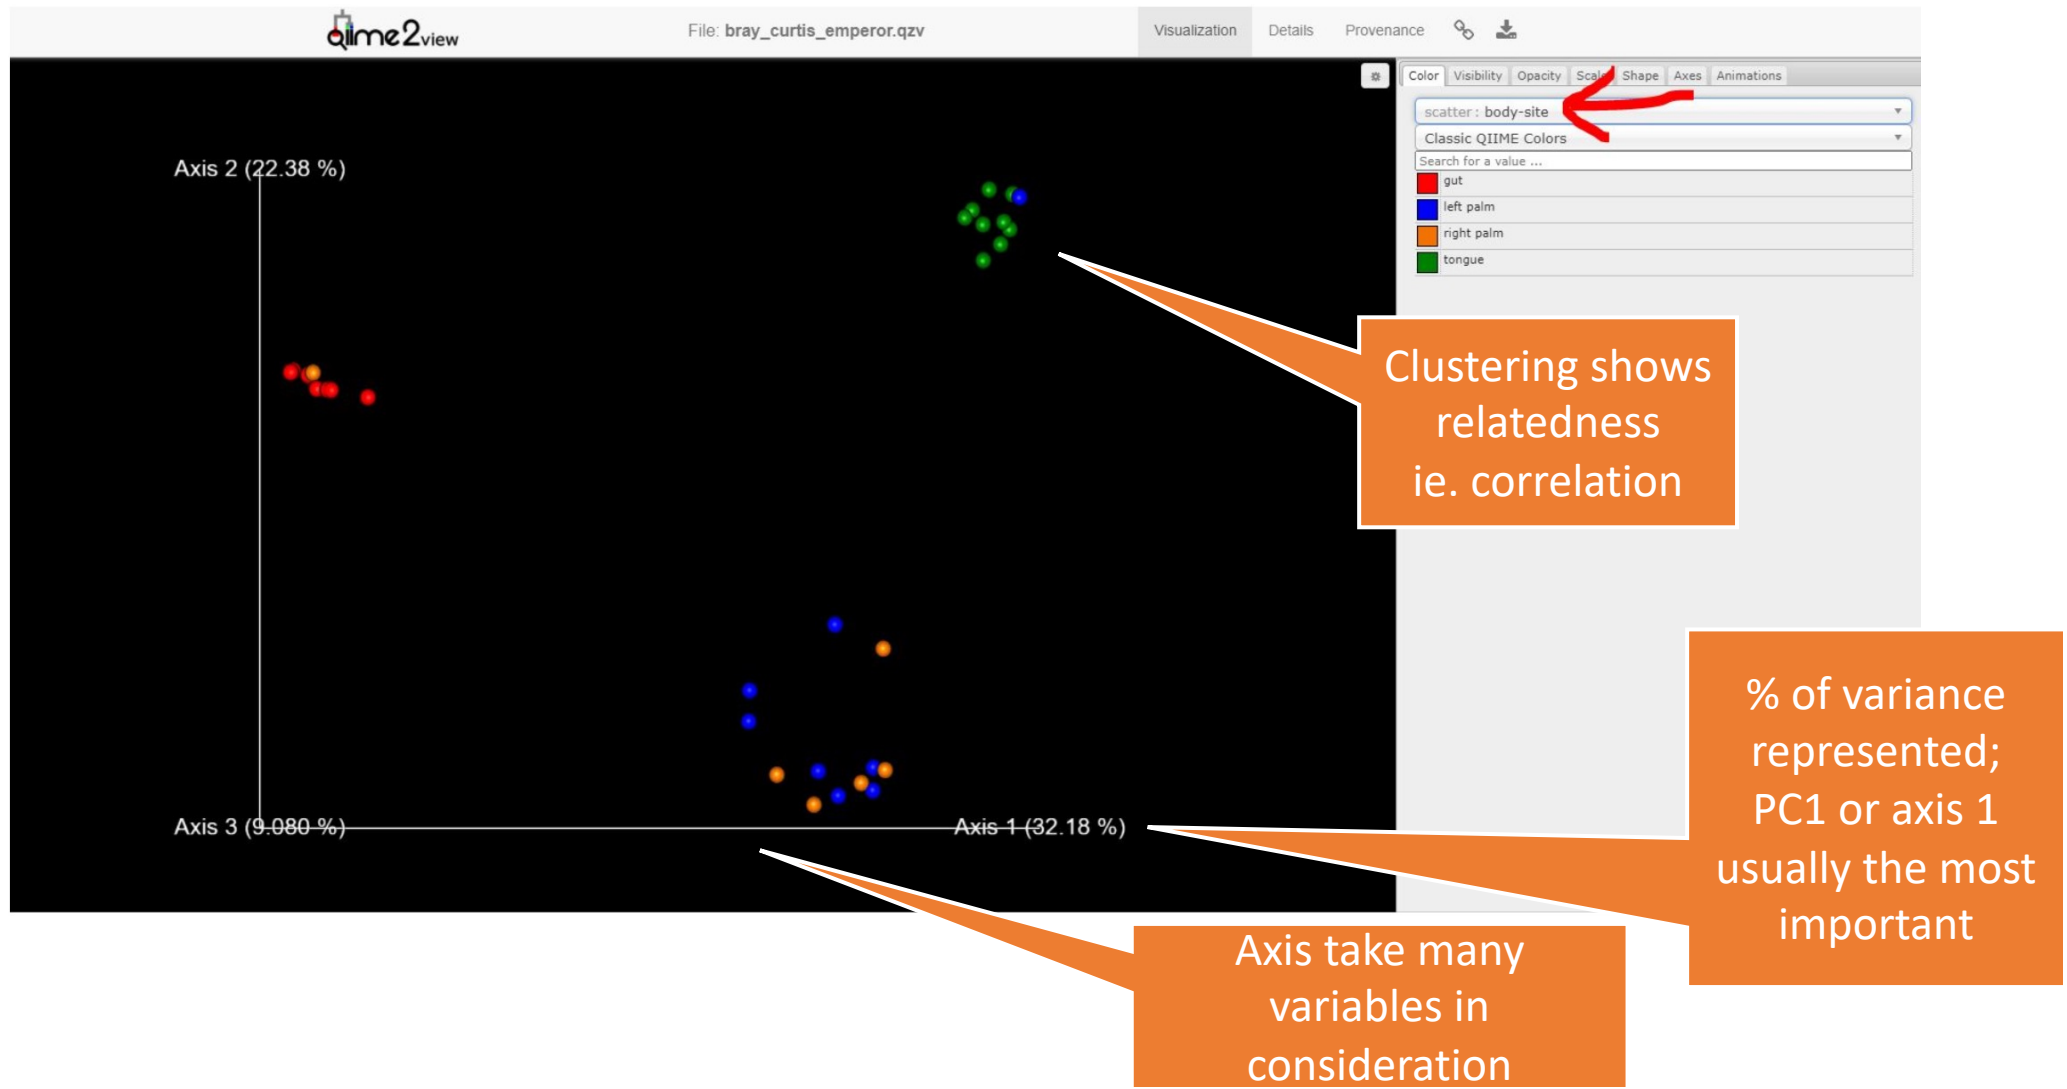 qiime2view
File: bray_curtis_emperor.qzv
Visualization Details Provenance
Color Visibility Opacity Scale Shape Axes Animations
scatter: body-site
Classic QIIME Colors
Search for a value ...
gut
left palm
right palm
tongue
Axis 2 (22.38 %)
Axis 3 (9.080 %)
Axis 1 (32.18 %)
Clustering shows
relatedness
ie. correlation
% of variance
represented;
PC1 or axis 1
usually the most
important
Axis take many
variables in
consideration